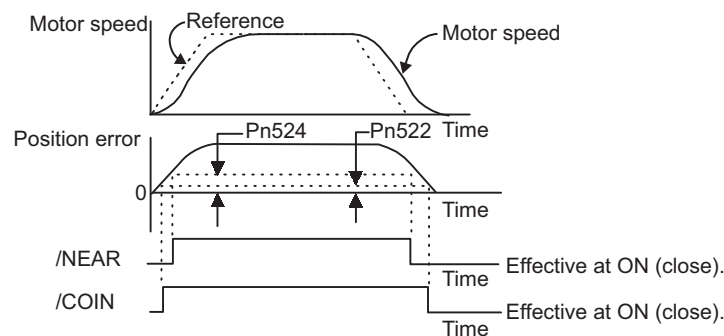 Motor speed
Reference
Motor speed
Time
Position error
Pn524
Pn522
0
Time
/NEAR
Effective at ON (close).
Time
/COIN
Effective at ON (close).
Time